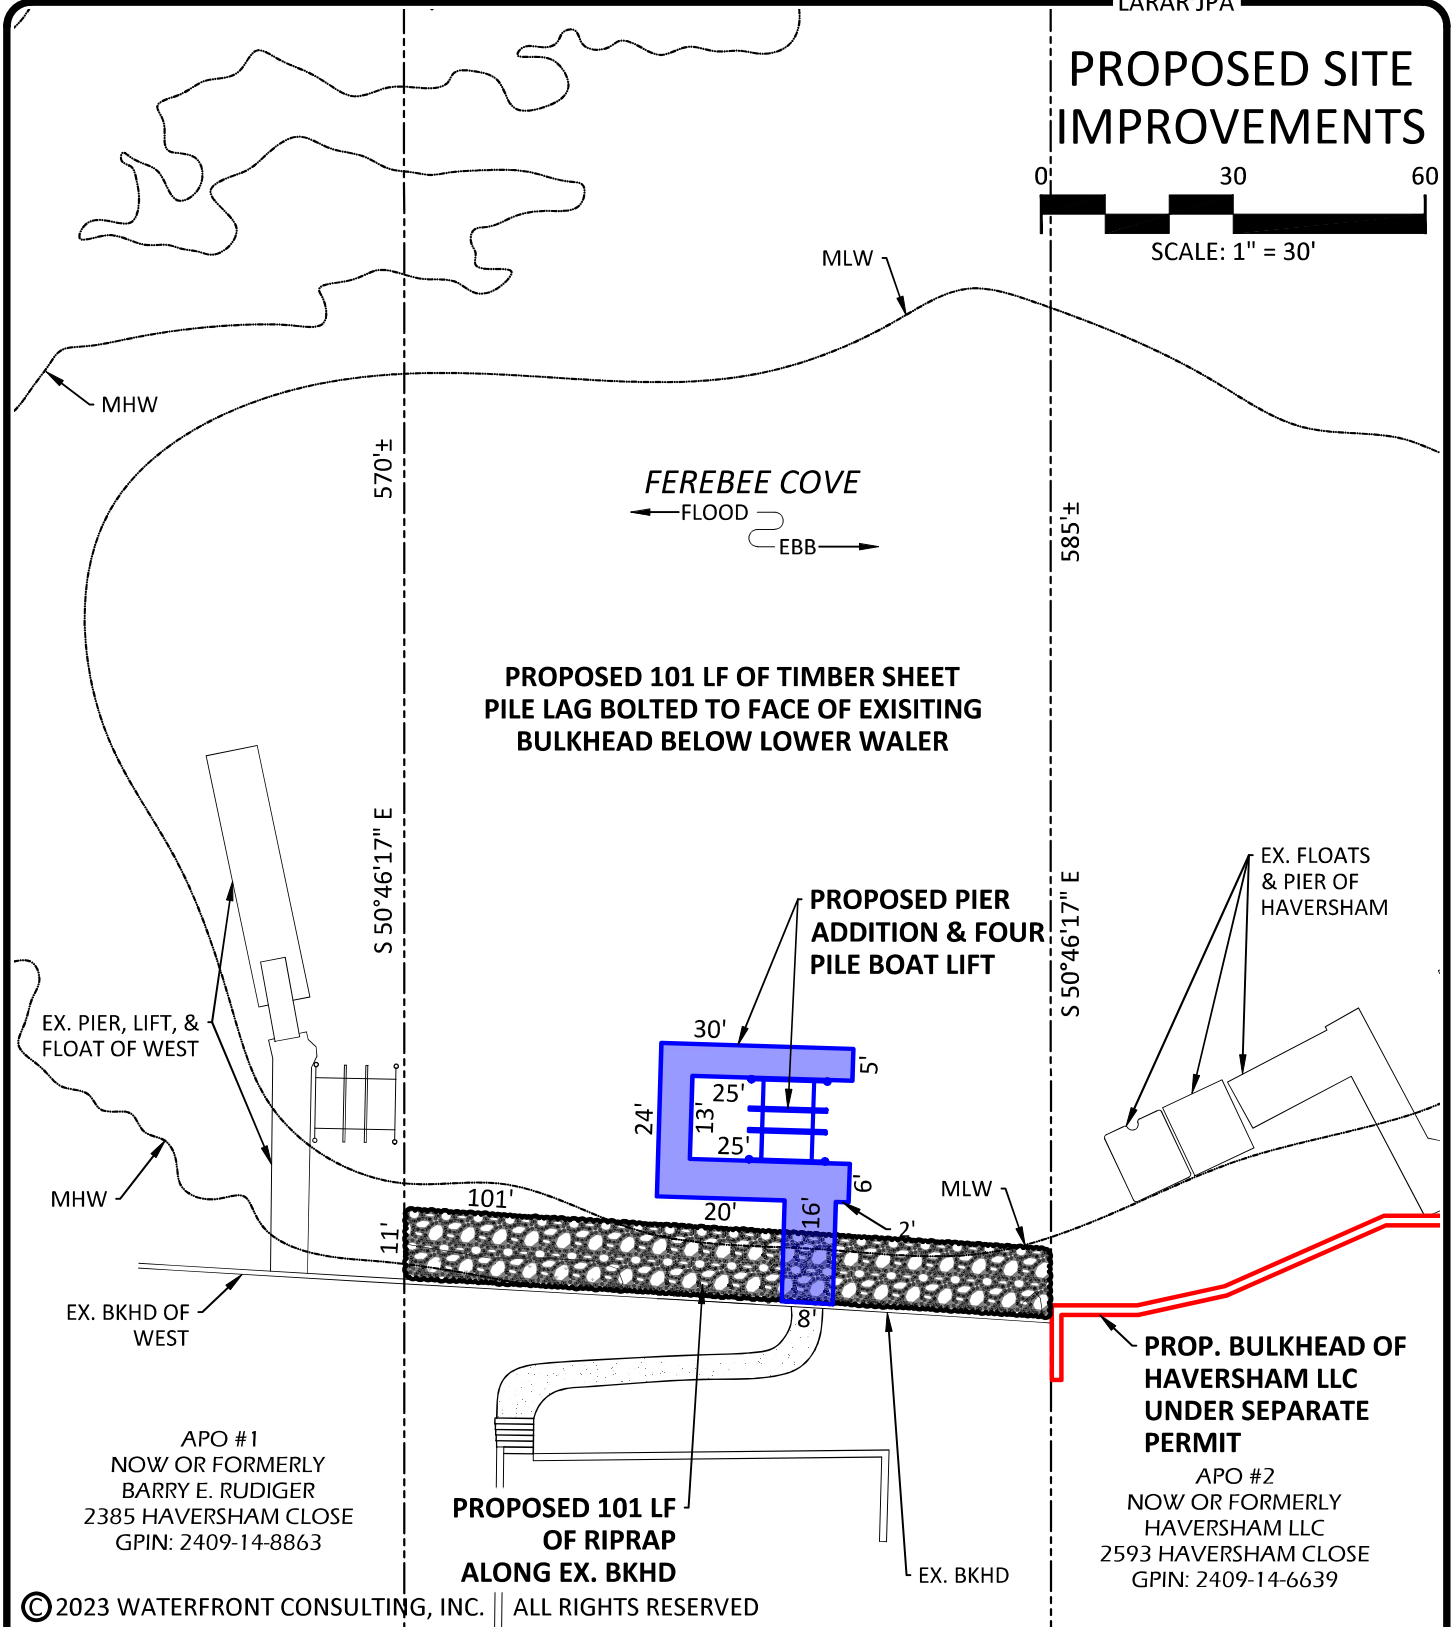 LARAR JPA
PROPOSED SITE
IMPROVEMENTS
0 30 60
SCALE: 1" = 30'
MLW
MHW
570'±
FEREBEE COVE
FLOOD
EBB
585'±
PROPOSED 101 LF OF TIMBER SHEET
PILE LAG BOLTED TO FACE OF EXISITING
BULKHEAD BELOW LOWER WALER
S 50°46'17" E
S 50°46'17" E
EX. FLOATS
& PIER OF
HAVERSHAM
PROPOSED PIER
ADDITION & FOUR
PILE BOAT LIFT
EX. PIER, LIFT, &
FLOAT OF WEST
30'
5'
25'
24'
13'
25'
6'
MHW
101'
20'
16'
2'
MLW
11'
8'
EX. BKHD OF
WEST
PROP. BULKHEAD OF
HAVERSHAM LLC
UNDER SEPARATE
PERMIT
APO #1
NOW OR FORMERLY
BARRY E. RUDIGER
2385 HAVERSHAM CLOSE
GPIN: 2409-14-8863
APO #2
NOW OR FORMERLY
HAVERSHAM LLC
2593 HAVERSHAM CLOSE
GPIN: 2409-14-6639
PROPOSED 101 LF
OF RIPRAP
ALONG EX. BKHD
EX. BKHD
© 2023 WATERFRONT CONSULTING, INC. ALL RIGHTS RESERVED